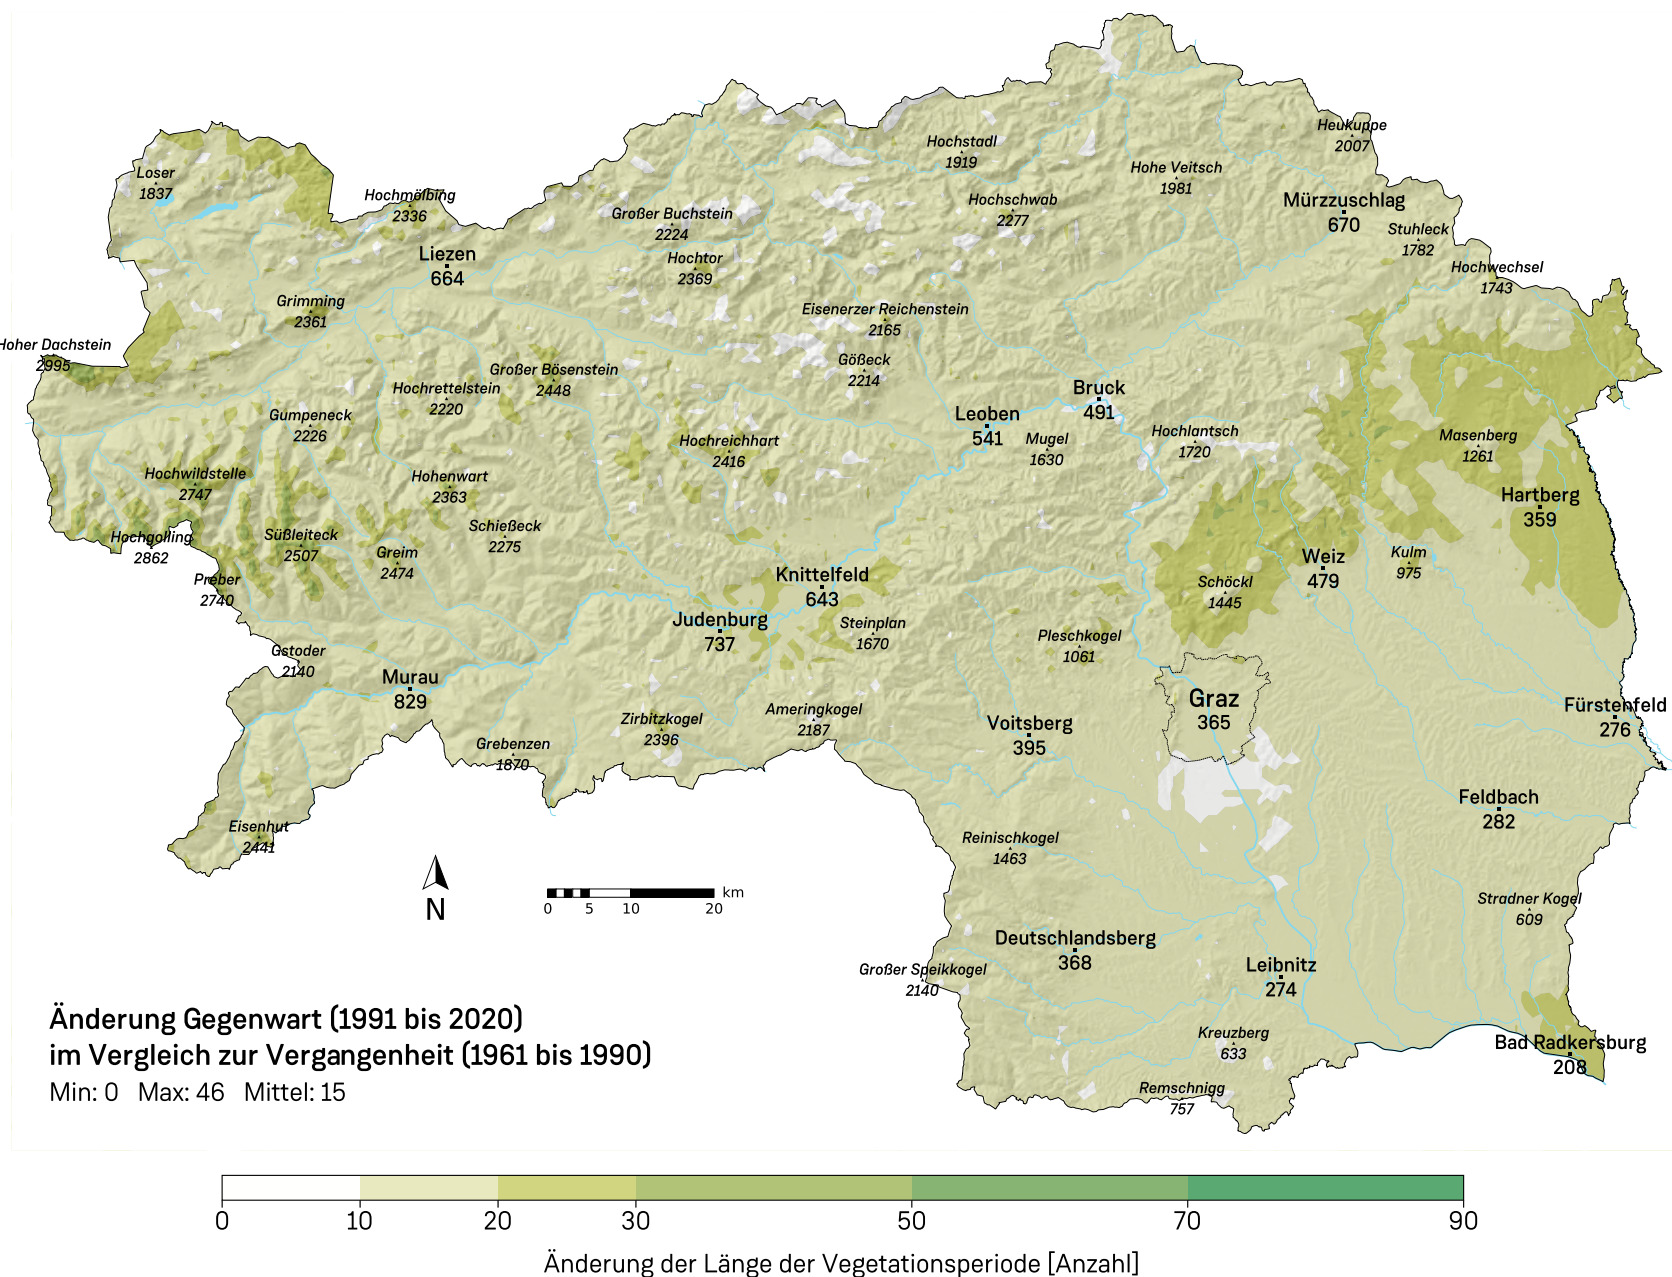 Heukuppe
2007
Hochstadl
1919
Hohe Veitsch
1981
Loser
1837
Hochmölbing
2336
Hochschwab
2277
Mürzzuschlag
670
Großer Buchstein
2224
Stuhleck
1782
Liezen
664
Hochtor
2369
Hochwechsel
1743
Grimming
2361
Eisenerzer Reichenstein
2165
Hoher Dachstein
2995
Großer Bösenstein
2448
Gößeck
2214
Hochrettelstein
2220
Bruck
491
Gumpeneck
2226
Leoben
541
Mugel
1630
Hochlantsch
1720
Masenberg
1261
Hochreichhart
2416
Hochwildstelle
2747
Hohenwart
2363
Hartberg
359
Hochgolling
2862
Süßleiteck
2507
Schießeck
2275
Greim
2474
Weiz
479
Kulm
975
Preber
2740
Knittelfeld
643
Schöckl
1445
Judenburg
737
Steinplan
1670
Pleschkogel
1061
Gstoder
2140
Murau
829
Graz
365
Fürstenfeld
276
Zirbitzkogel
2396
Ameringkogel
2187
Voitsberg
395
Grebenzen
1870
Feldbach
282
Eisenhut
2441
Reinischkogel
1463
Stradner Kogel
609
N
0 5 10 20 km
Deutschlandsberg
368
Großer Speikkogel
2140
Leibnitz
274
Kreuzberg
633
Bad Radkersburg
208
Remschnigg
757
Änderung Gegenwart (1991 bis 2020)
im Vergleich zur Vergangenheit (1961 bis 1990)
Min: 0 Max: 46 Mittel: 15
0 10 20 30 50 70 90
Änderung der Länge der Vegetationsperiode [Anzahl]